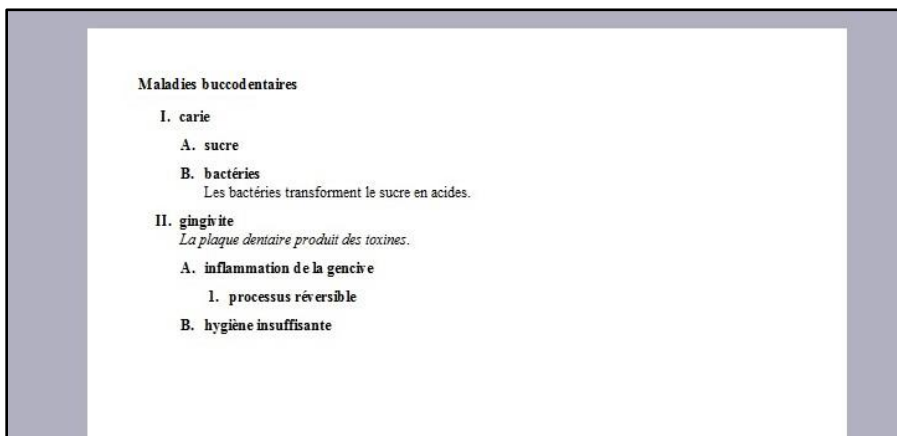 Maladies buccodentaires
I. carie
A. sucre
B. bactéries
Les bactéries transforment le sucre en acides.
II. gingivite
La plaque dentaire produit des toxines.
A. inflammation de la gencive
1. processus réversible
B. hygiène insuffisante